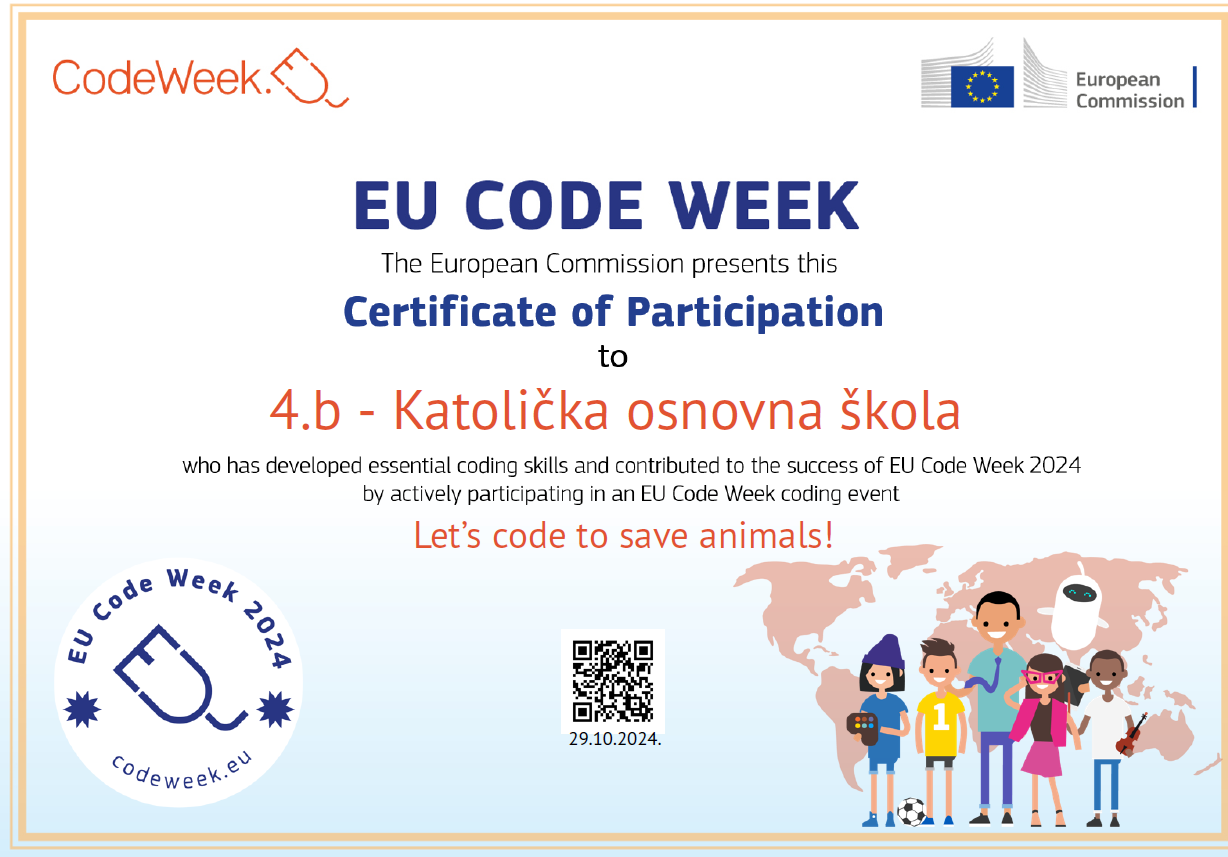 CodeWeek.EU
European
Commission
EU CODE WEEK
The European Commission presents this
Certificate of Participation
to
4.b - Katolička osnovna škola
who has developed essential coding skills and contributed to the success of EU Code Week 2024
by actively participating in an EU Code Week coding event
Let's code to save animals!
EU Code Week 2024
EU
codeweek.eu
29.10.2024.
1